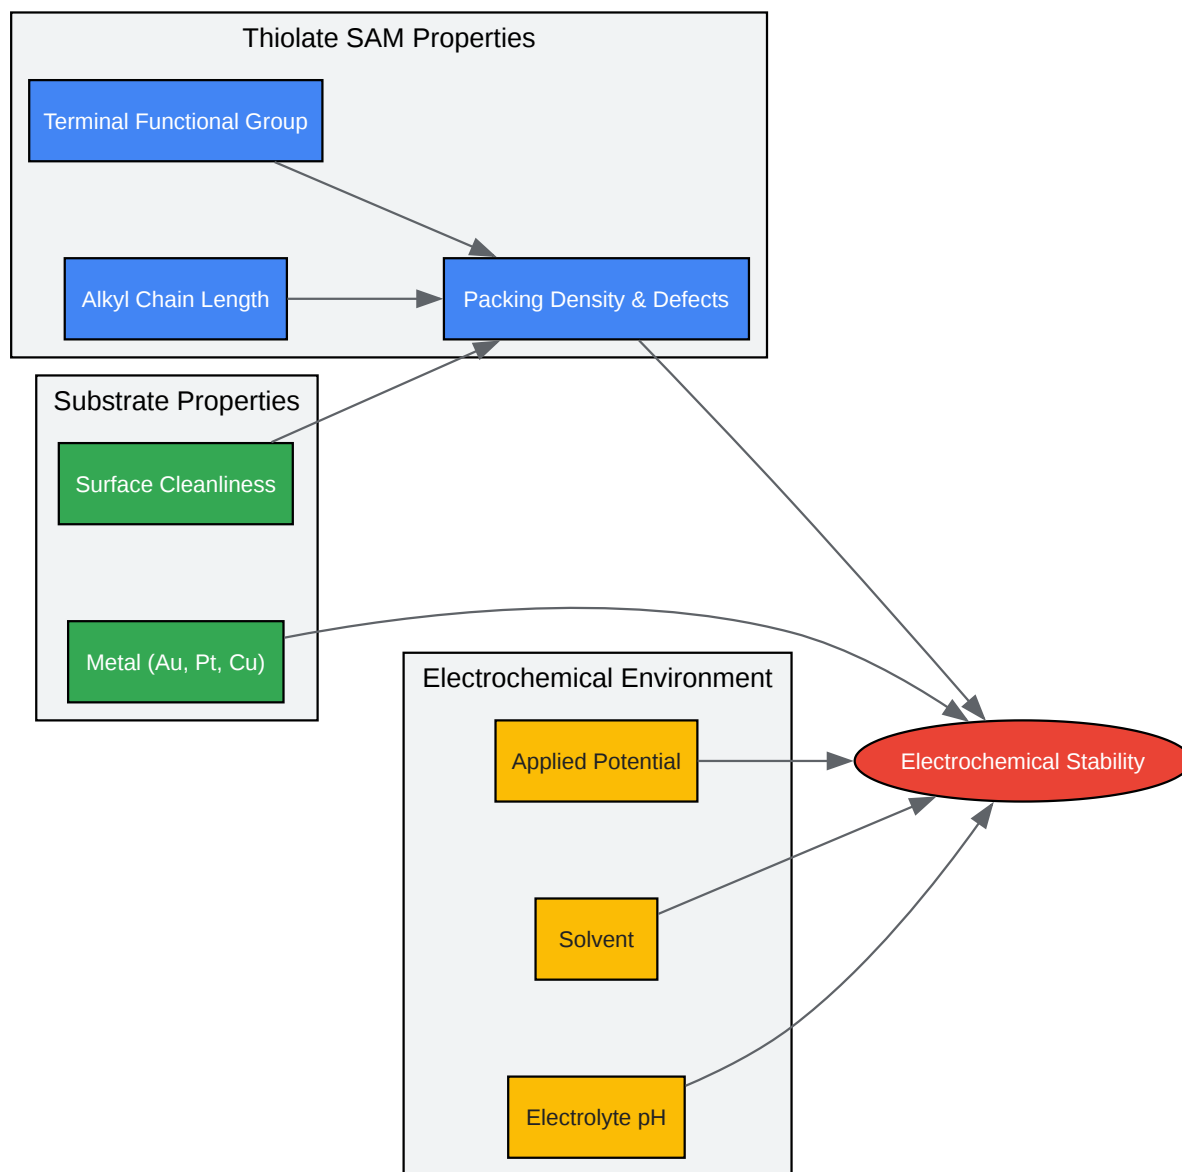 Thiolate SAM Properties
Terminal Functional Group
Alkyl Chain Length
Packing Density & Defects
Substrate Properties
Surface Cleanliness
Metal (Au, Pt, Cu)
Electrochemical Environment
Applied Potential
Electrochemical Stability
Solvent
Electrolyte pH